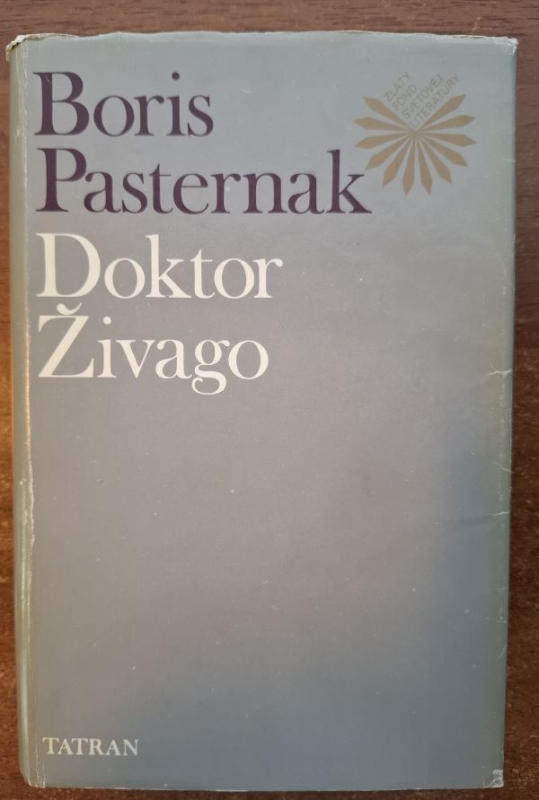 Boris
Pasternak
Doktor
Živago
ZLATÝ
FOND
SVETOVEJ
LITERATÚRY
TATRAN